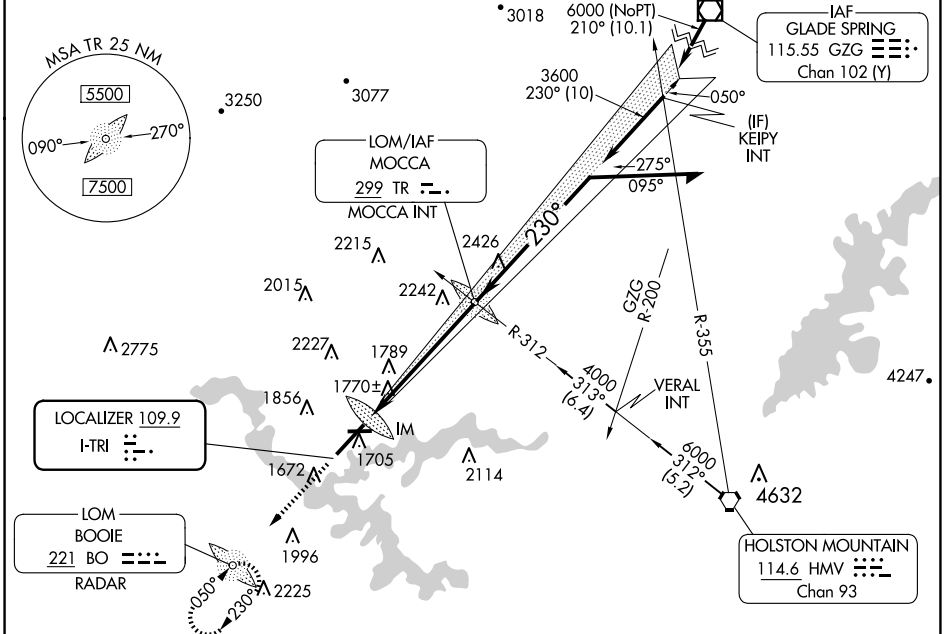 3018
6000 (NoPT)
210° (10.1)
IAF
GLADE SPRING
115.55 GZG
Chan 102 (Y)
MSA TR 25 NM
5500
090°
270°
7500
3250
3077
3600
230° (10)
050°
(IF)
KEIPY
INT
LOM/IAF
MOCCA
299 TR
MOCCA INT
275°
095°
230°
2215
2426
2015
2242
GZG
R-200
R-355
R-312
2775
2227
1789
1770±
4000
313°
(6.4)
VERAL
INT
4247
1856
LOCALIZER 109.9
I-TRI
IM
1705
2114
6000
312°
(5.2)
4632
1672
LOM
BOOIE
221 BO
RADAR
1996
050°
230°
2225
HOLSTON MOUNTAIN
114.6 HMV
Chan 93